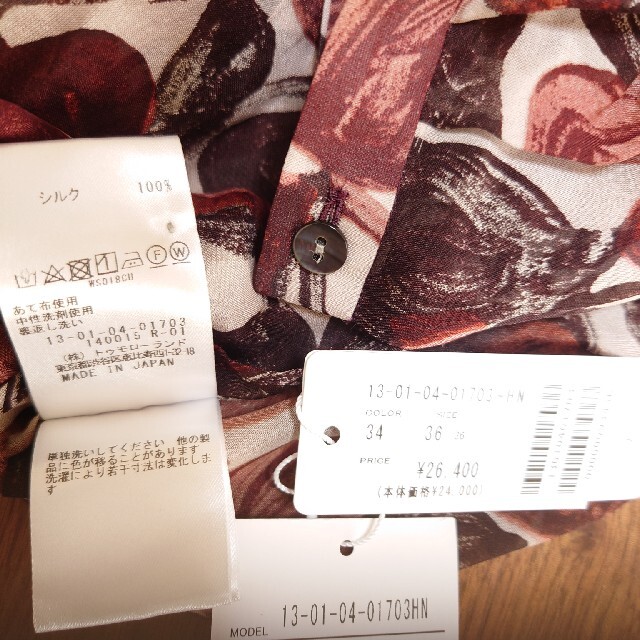 シルク 100%
WS018CH
あて布使用
中性洗剤使用
裏返し洗い
13-01-04-01703
140015 R-01
(株) トゥモローランド
MADE IN JAPAN
単独洗いしてください 他の製
品に色が移ることがあります
洗濯により若干寸法は変化しま
す
13-01-04-01703-HN
COLOR SIZE
34 36 36
PRICE
¥26,400
(本体価格¥24,000)
13-01-04-01703HN
MODEL